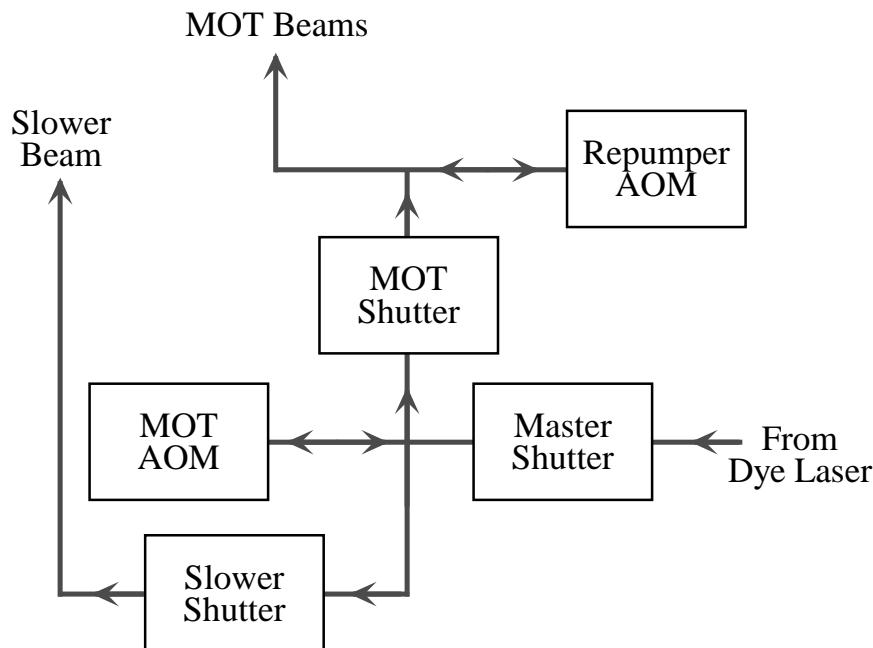 MOT Beams
Slower
Beam
Repumper
AOM
MOT
Shutter
MOT
AOM
Master
Shutter
From
Dye Laser
Slower
Shutter